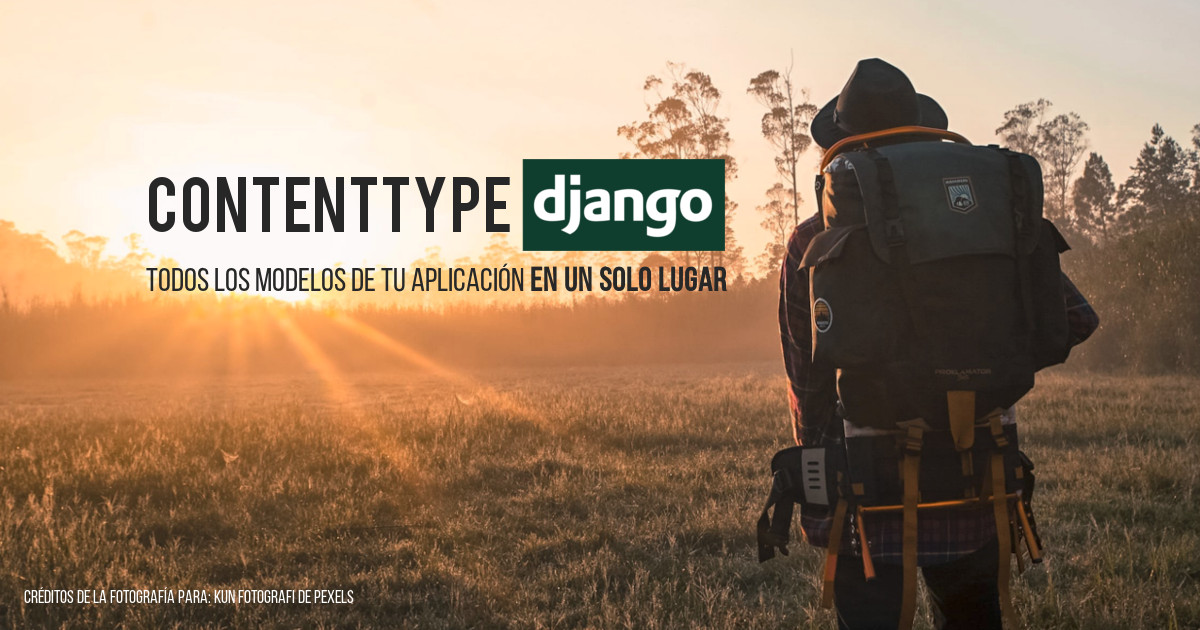 CONTENTTYPE django
TODOS LOS MODELOS DE TU APLICACIÓN EN UN SOLO LUGAR
CRÉDITOS DE LA FOTOGRAFÍA PARA: KUN FOTOGRAFI DE PEXELS